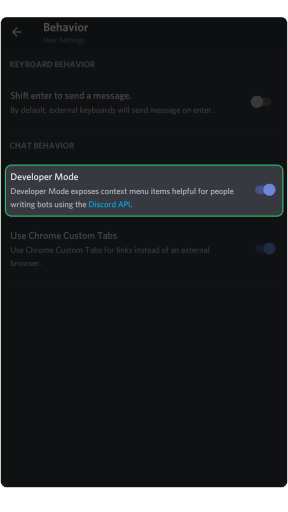 Behavior
User Settings
KEYBOARD BEHAVIOR
Shift enter to send a message.
By default, external keyboards will send message on enter.
CHAT BEHAVIOR
Developer Mode
Developer Mode exposes context menu items helpful for people
writing bots using the Discord API.
Use Chrome Custom Tabs
Use Chrome Custom Tabs for links instead of an external
browser.